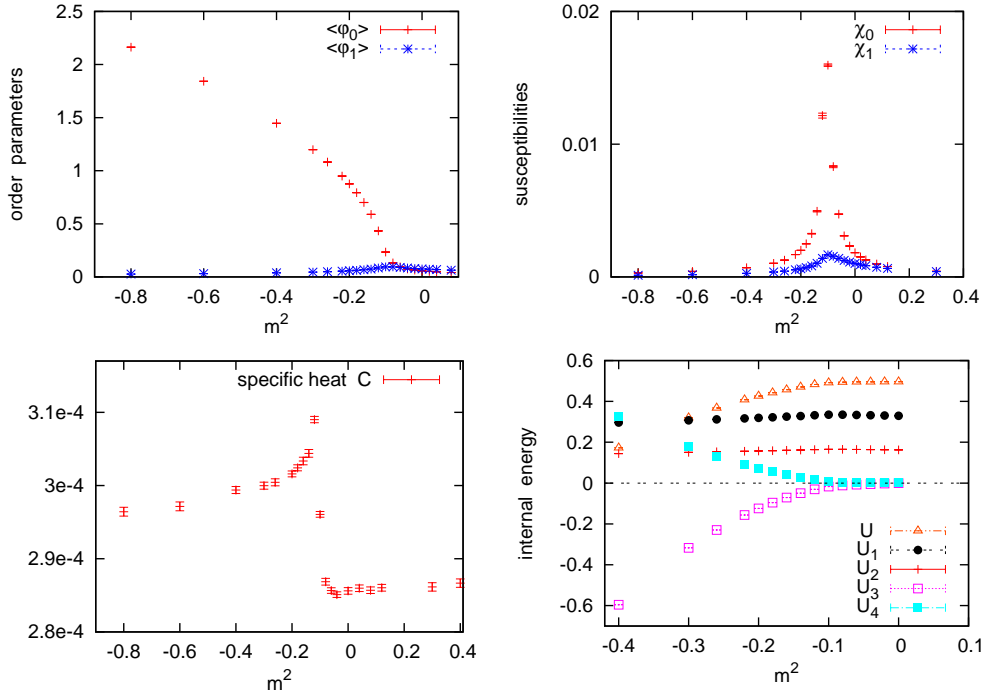 <φ0>
<φ1>
order parameters
2.5
2
1.5
1
0.5
0
-0.8 -0.6 -0.4 -0.2 0
m2
χ0
χ1
susceptibilities
0.02
0.01
0
-0.8 -0.6 -0.4 -0.2 0 0.2 0.4
m2
specific heat C
3.1e-4
3e-4
2.9e-4
2.8e-4
-0.8 -0.6 -0.4 -0.2 0 0.2 0.4
m2
internal energy
0.6
0.4
0.2
0
-0.2
-0.4
-0.6
U
U1
U2
U3
U4
-0.4 -0.3 -0.2 -0.1 0 0.1
m2